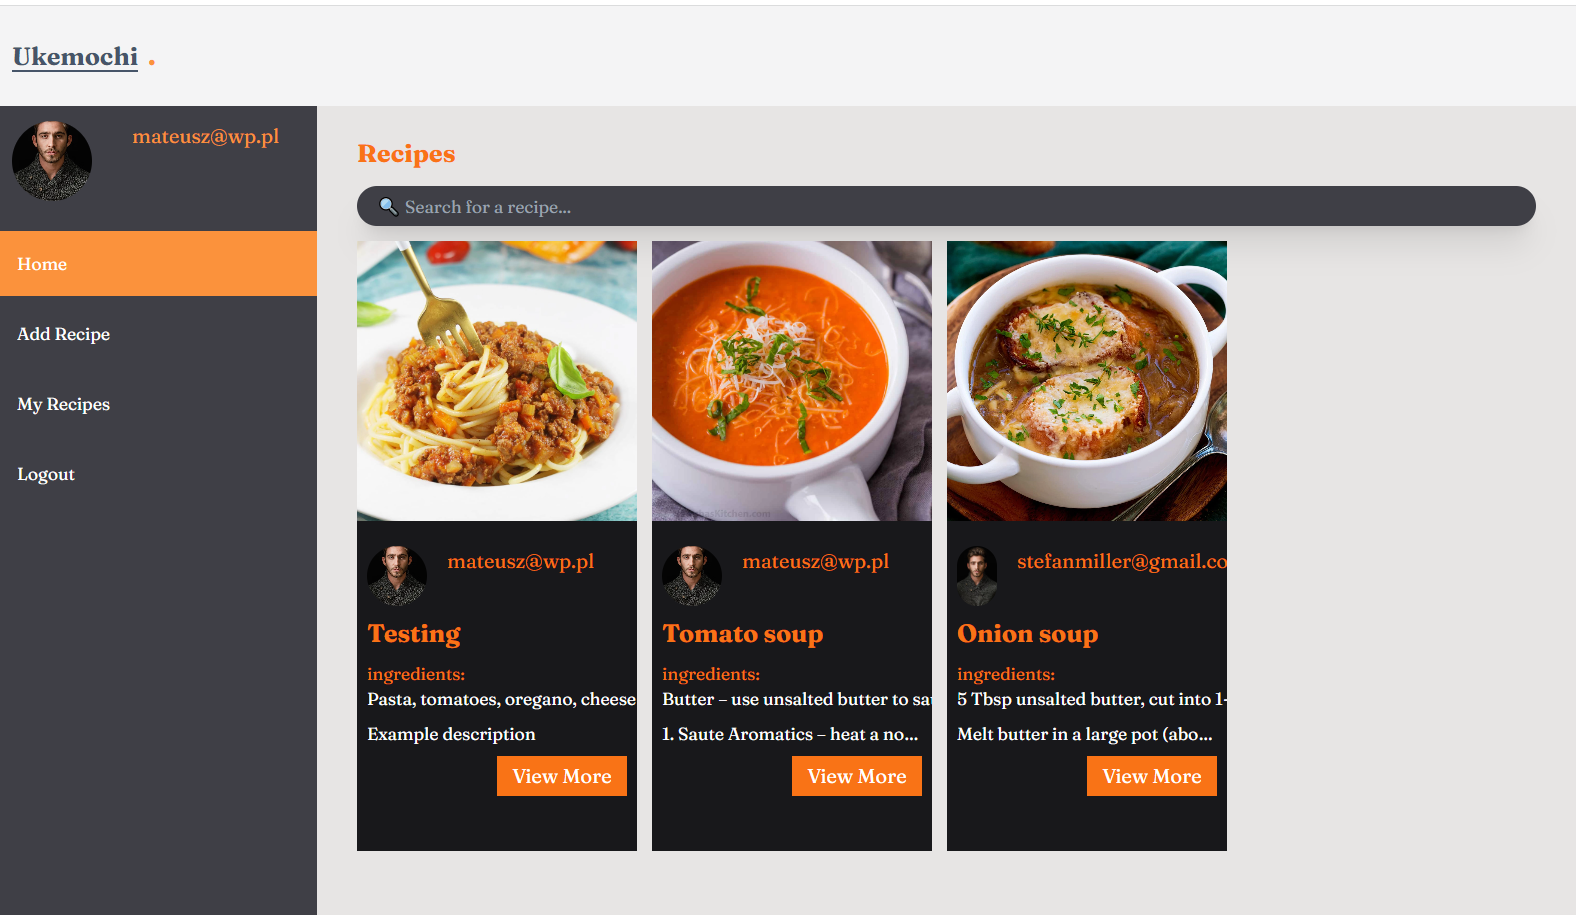 Ukemochi .
mateusz@wp.pl
Home
Add Recipe
My Recipes
Logout
Recipes
Search for a recipe...
mateusz@wp.pl
Testing
ingredients:
Pasta, tomatoes, oregano, cheese
Example description
View More
mateusz@wp.pl
Tomato soup
ingredients:
Butter – use unsalted butter to
1. Saute Aromatics – heat a no...
View More
stefanmiller@gmail.co
Onion soup
ingredients:
5 Tbsp unsalted butter, cut into 1-
Melt butter in a large pot (abo...
View More